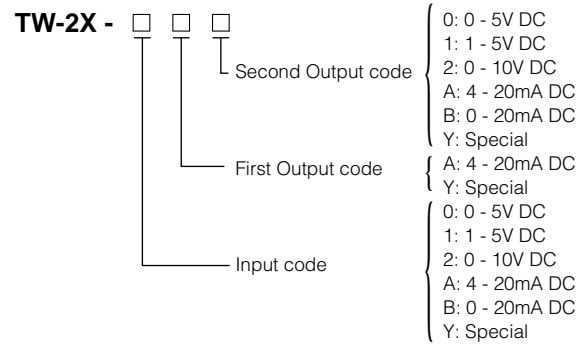 TW-2X - □ □ □
Second Output code
0: 0 - 5V DC
1: 1 - 5V DC
2: 0 - 10V DC
A: 4 - 20mA DC
B: 0 - 20mA DC
Y: Special
First Output code
A: 4 - 20mA DC
Y: Special
Input code
0: 0 - 5V DC
1: 1 - 5V DC
2: 0 - 10V DC
A: 4 - 20mA DC
B: 0 - 20mA DC
Y: Special